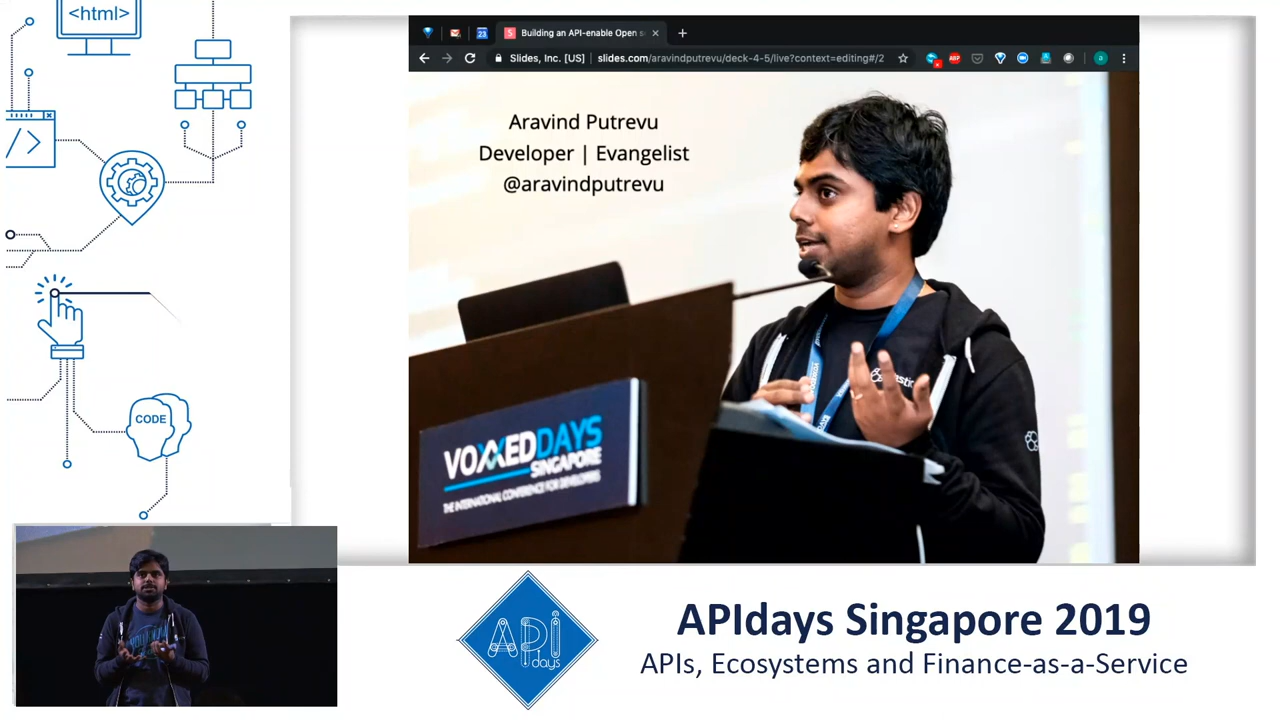 <html>
Building an API-enable Open s
23
Slides, Inc. [US]
slides.com/aravindputrevu/deck-4-5/live?context=editing#/2
ABP
a
Aravind Putrevu
Developer | Evangelist
@aravindputrevu
</>
CODE
VOXXEDDAYS
SINGAPORE
THE INTERNATIONAL CONFERENCE FOR DEVELOPERS
API
days
APIdays Singapore 2019
APIs, Ecosystems and Finance-as-a-Service